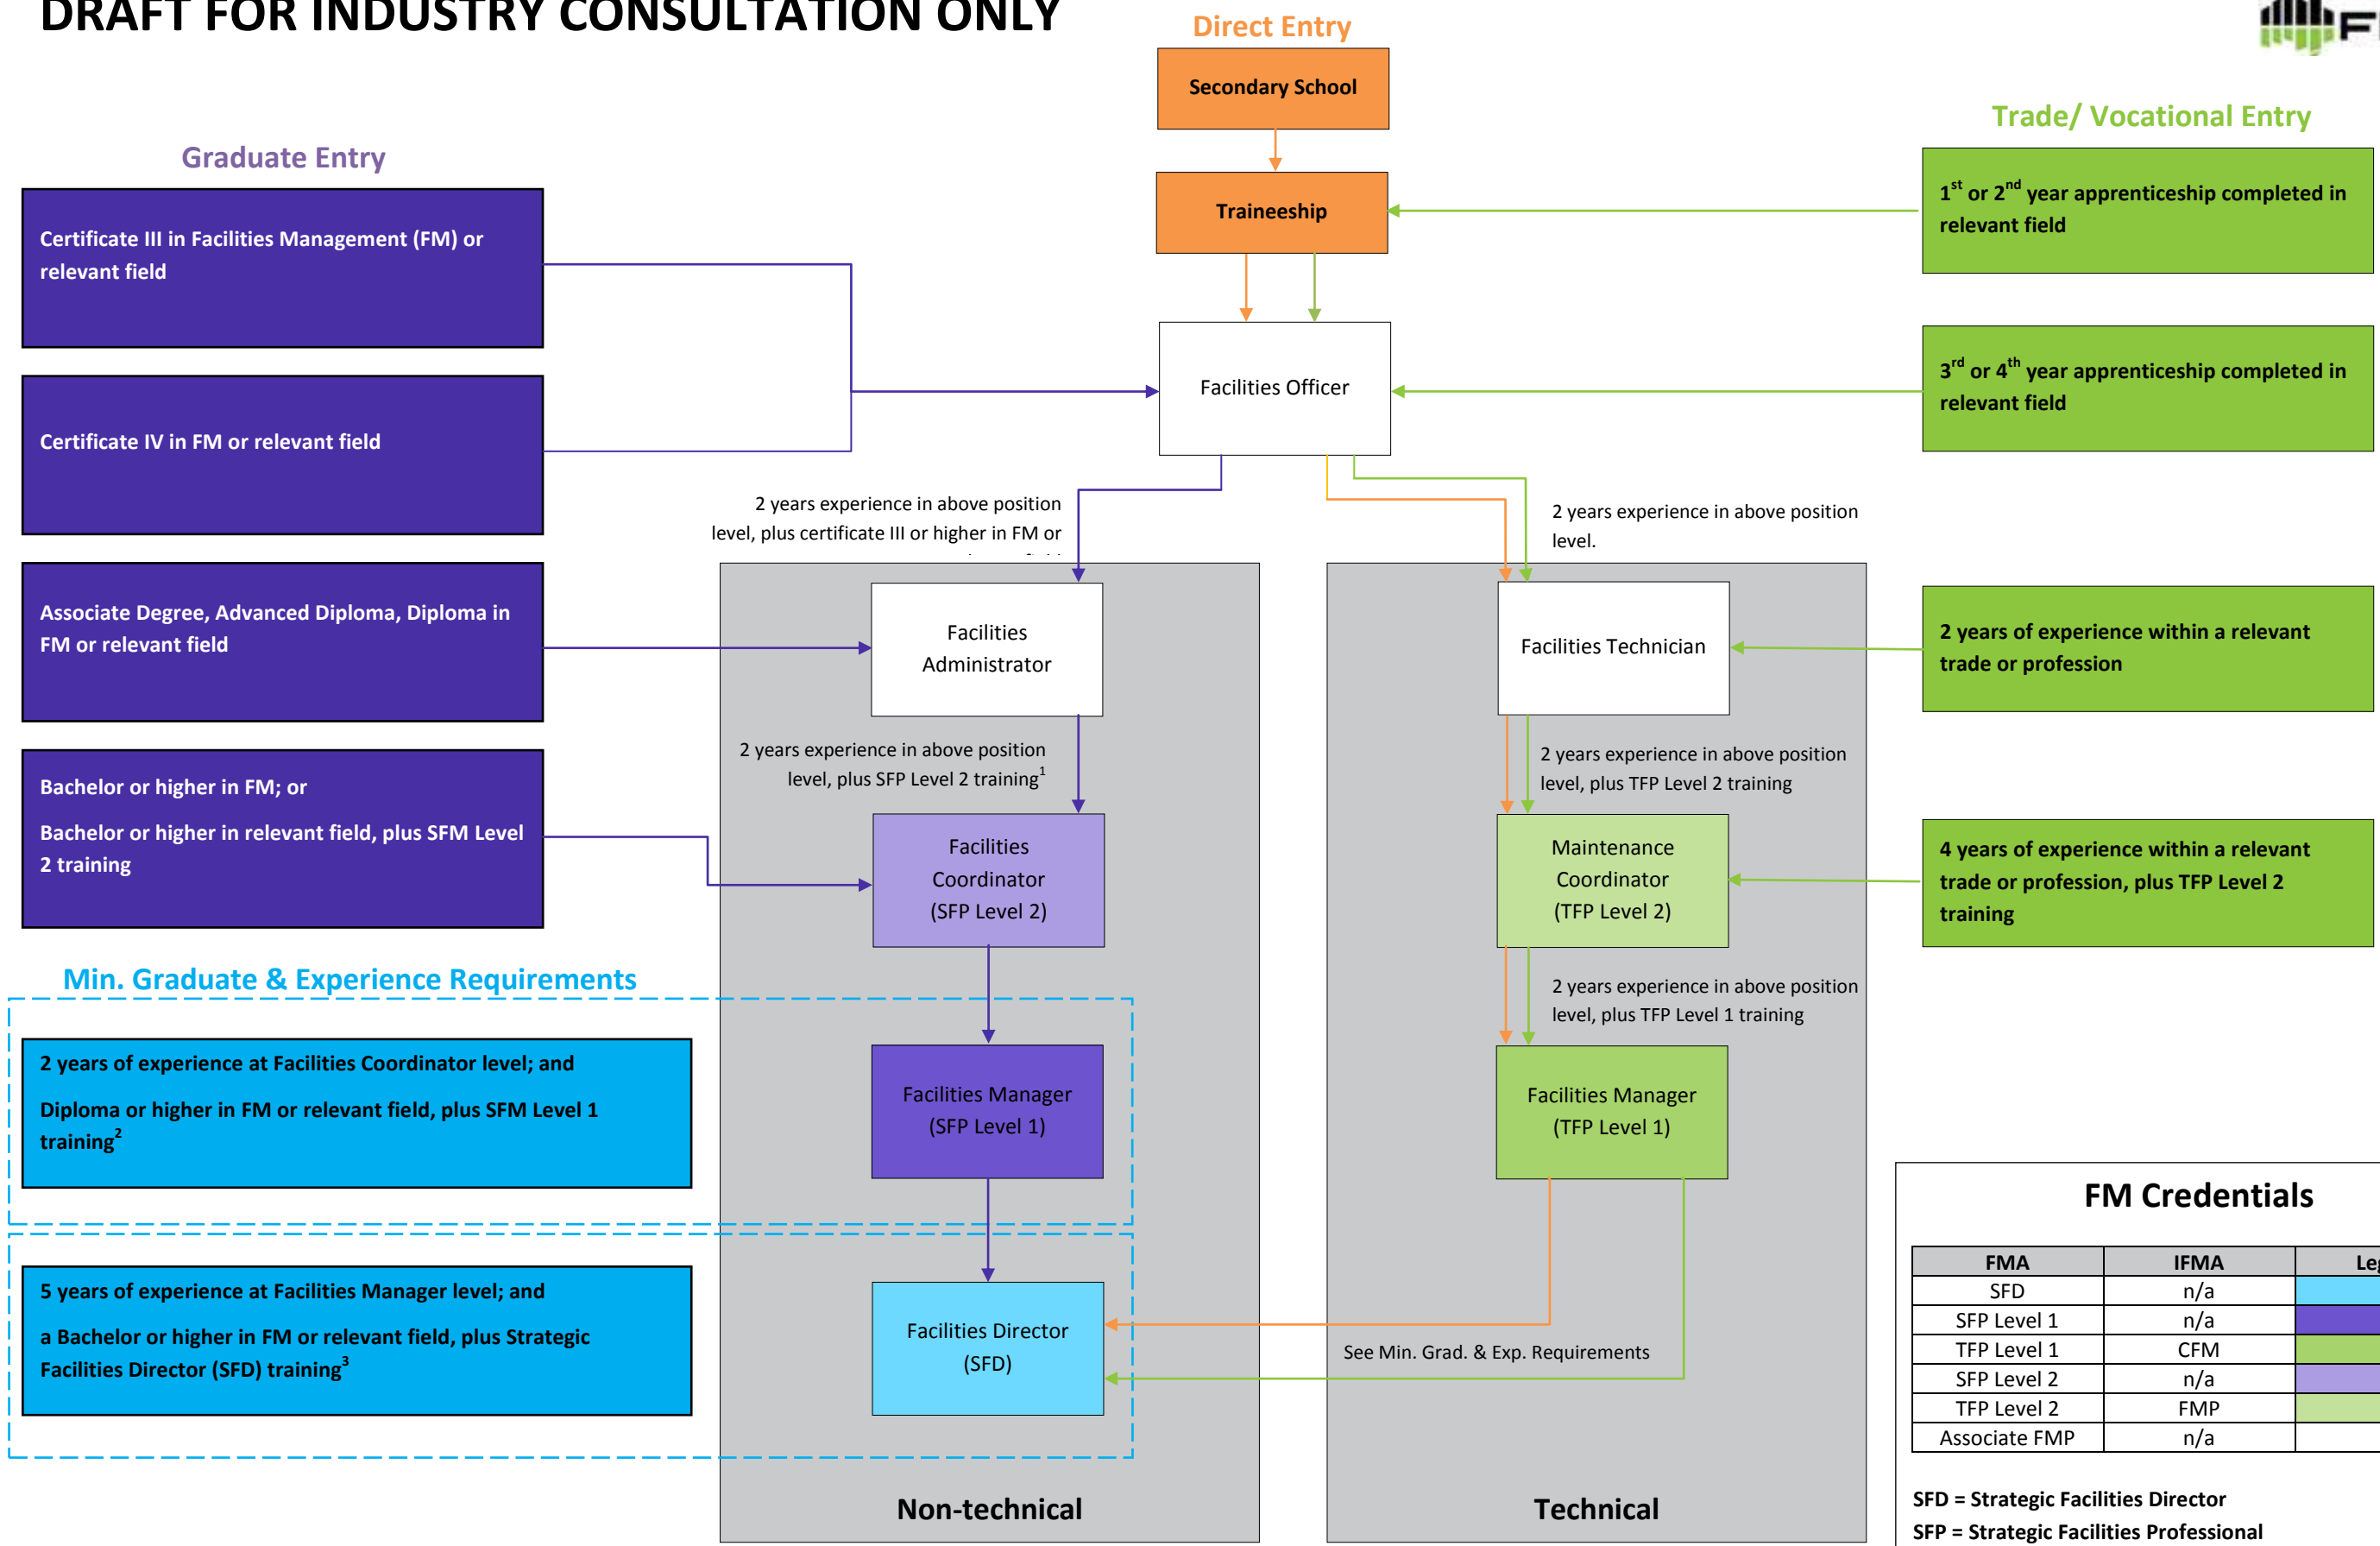 DRAFT FOR INDUSTRY CONSULTATION ONLY
Direct Entry
Secondary School
Traineeship
Trade/ Vocational Entry
1st or 2nd year apprenticeship completed in
relevant field
3rd or 4th year apprenticeship completed in
relevant field
2 years of experience within a relevant
trade or profession
4 years of experience within a relevant
trade or profession, plus TFP Level 2
training
Graduate Entry
Certificate III in Facilities Management (FM) or
relevant field
Certificate IV in FM or relevant field
Associate Degree, Advanced Diploma, Diploma in
FM or relevant field
Bachelor or higher in FM; or
Bachelor or higher in relevant field, plus SFM Level
2 training
Min. Graduate & Experience Requirements
2 years of experience at Facilities Coordinator level; and
Diploma or higher in FM or relevant field, plus SFM Level 1
training2
5 years of experience at Facilities Manager level; and
a Bachelor or higher in FM or relevant field, plus Strategic
Facilities Director (SFD) training3
Facilities Officer
2 years experience in above position
level, plus certificate III or higher in FM or
2 years experience in above position
level.
Facilities
Administrator
2 years experience in above position
level, plus SFP Level 2 training1
Facilities
Coordinator
(SFP Level 2)
Facilities Manager
(SFP Level 1)
Facilities Director
(SFD)
Non-technical
Facilities Technician
2 years experience in above position
level, plus TFP Level 2 training
Maintenance
Coordinator
(TFP Level 2)
2 years experience in above position
level, plus TFP Level 1 training
Facilities Manager
(TFP Level 1)
See Min. Grad. & Exp. Requirements
Technical
FM Credentials
FMA IFMA
SFD n/a
SFP Level 1 n/a
TFP Level 1 CFM
SFP Level 2 n/a
TFP Level 2 FMP
Associate FMP n/a
SFD = Strategic Facilities Director
SFP = Strategic Facilities Professional